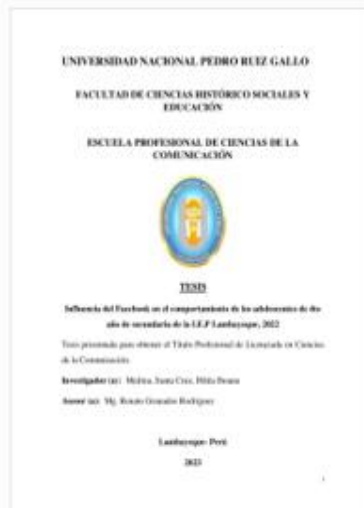 UNIVERSIDAD NACIONAL PEDRO RUIZ GALLO
FACULTAD DE CIENCIAS HISTÓRICO SOCIALES Y
EDUCACIÓN
ESCUELA PROFESIONAL DE CIENCIAS DE LA
COMUNICACIÓN
TESIS
Influencia del Facebook en el comportamiento de los adolescentes de 4to
año de secundaria de la I.E.P Lambayeque, 2022
Tesis presentada para obtener el Título Profesional de Licenciada en Ciencias
de la Comunicación.
Investigador (a): Medina, Santa Cruz,
Asesor (a): Mg. Renato Granados Rodríguez
Lambayeque- Perú
2023